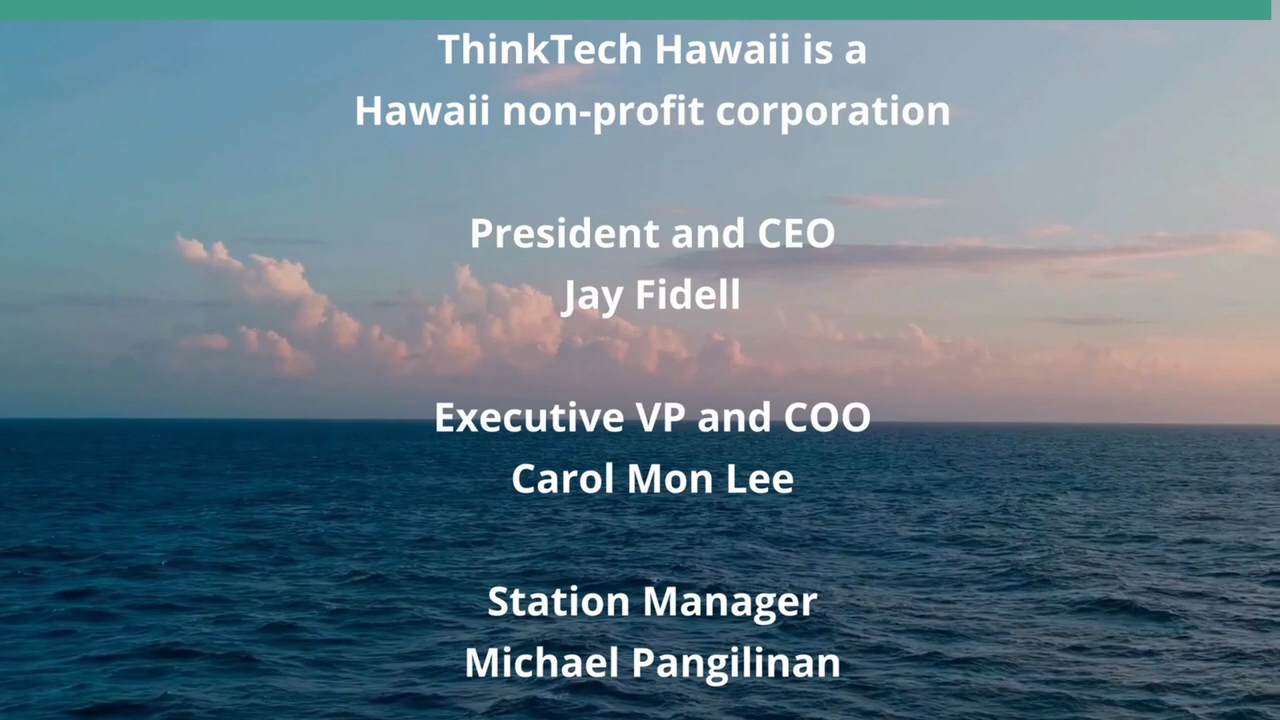 ThinkTech Hawaii is a
Hawaii non-profit corporation
President and CEO
Jay Fidell
Executive VP and COO
Carol Mon Lee
Station Manager
Michael Pangilinan